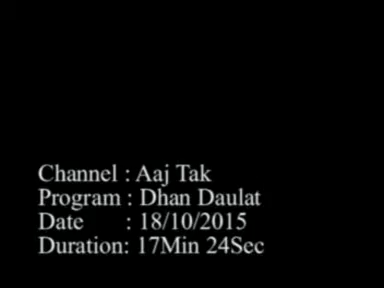 Channel : Aaj Tak
Program : Dhan Daulat
Date : 18/10/2015
Duration: 17Min 24Sec